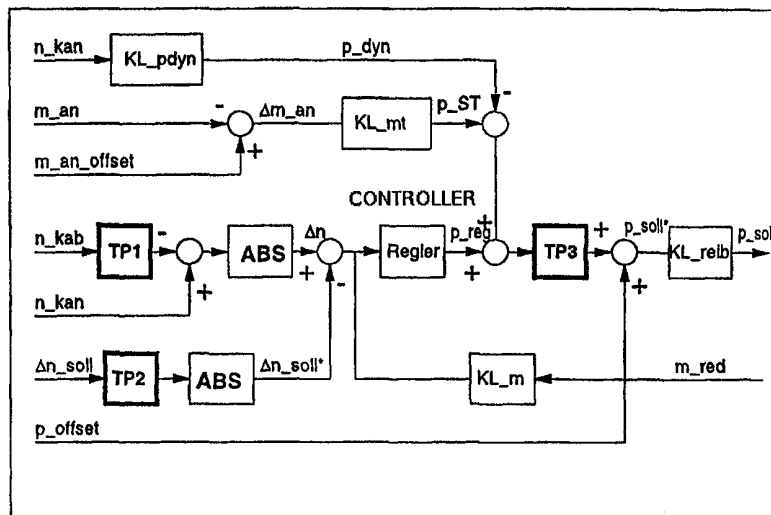 n_kan
KL_pdyn
p_dyn
-
m_an
-
Δm_an
KL_mt
p_ST
+
m_an_offset
CONTROLLER
n_kab
TP1
-
ABS
Δn
+
-
Regler
p_reg
+
+
TP3
+
p_soll*
KL_reib
p_sol
+
n_kan
+
Δn_soll
TP2
ABS
Δn_soll*
KL_m
m_red
p_offset